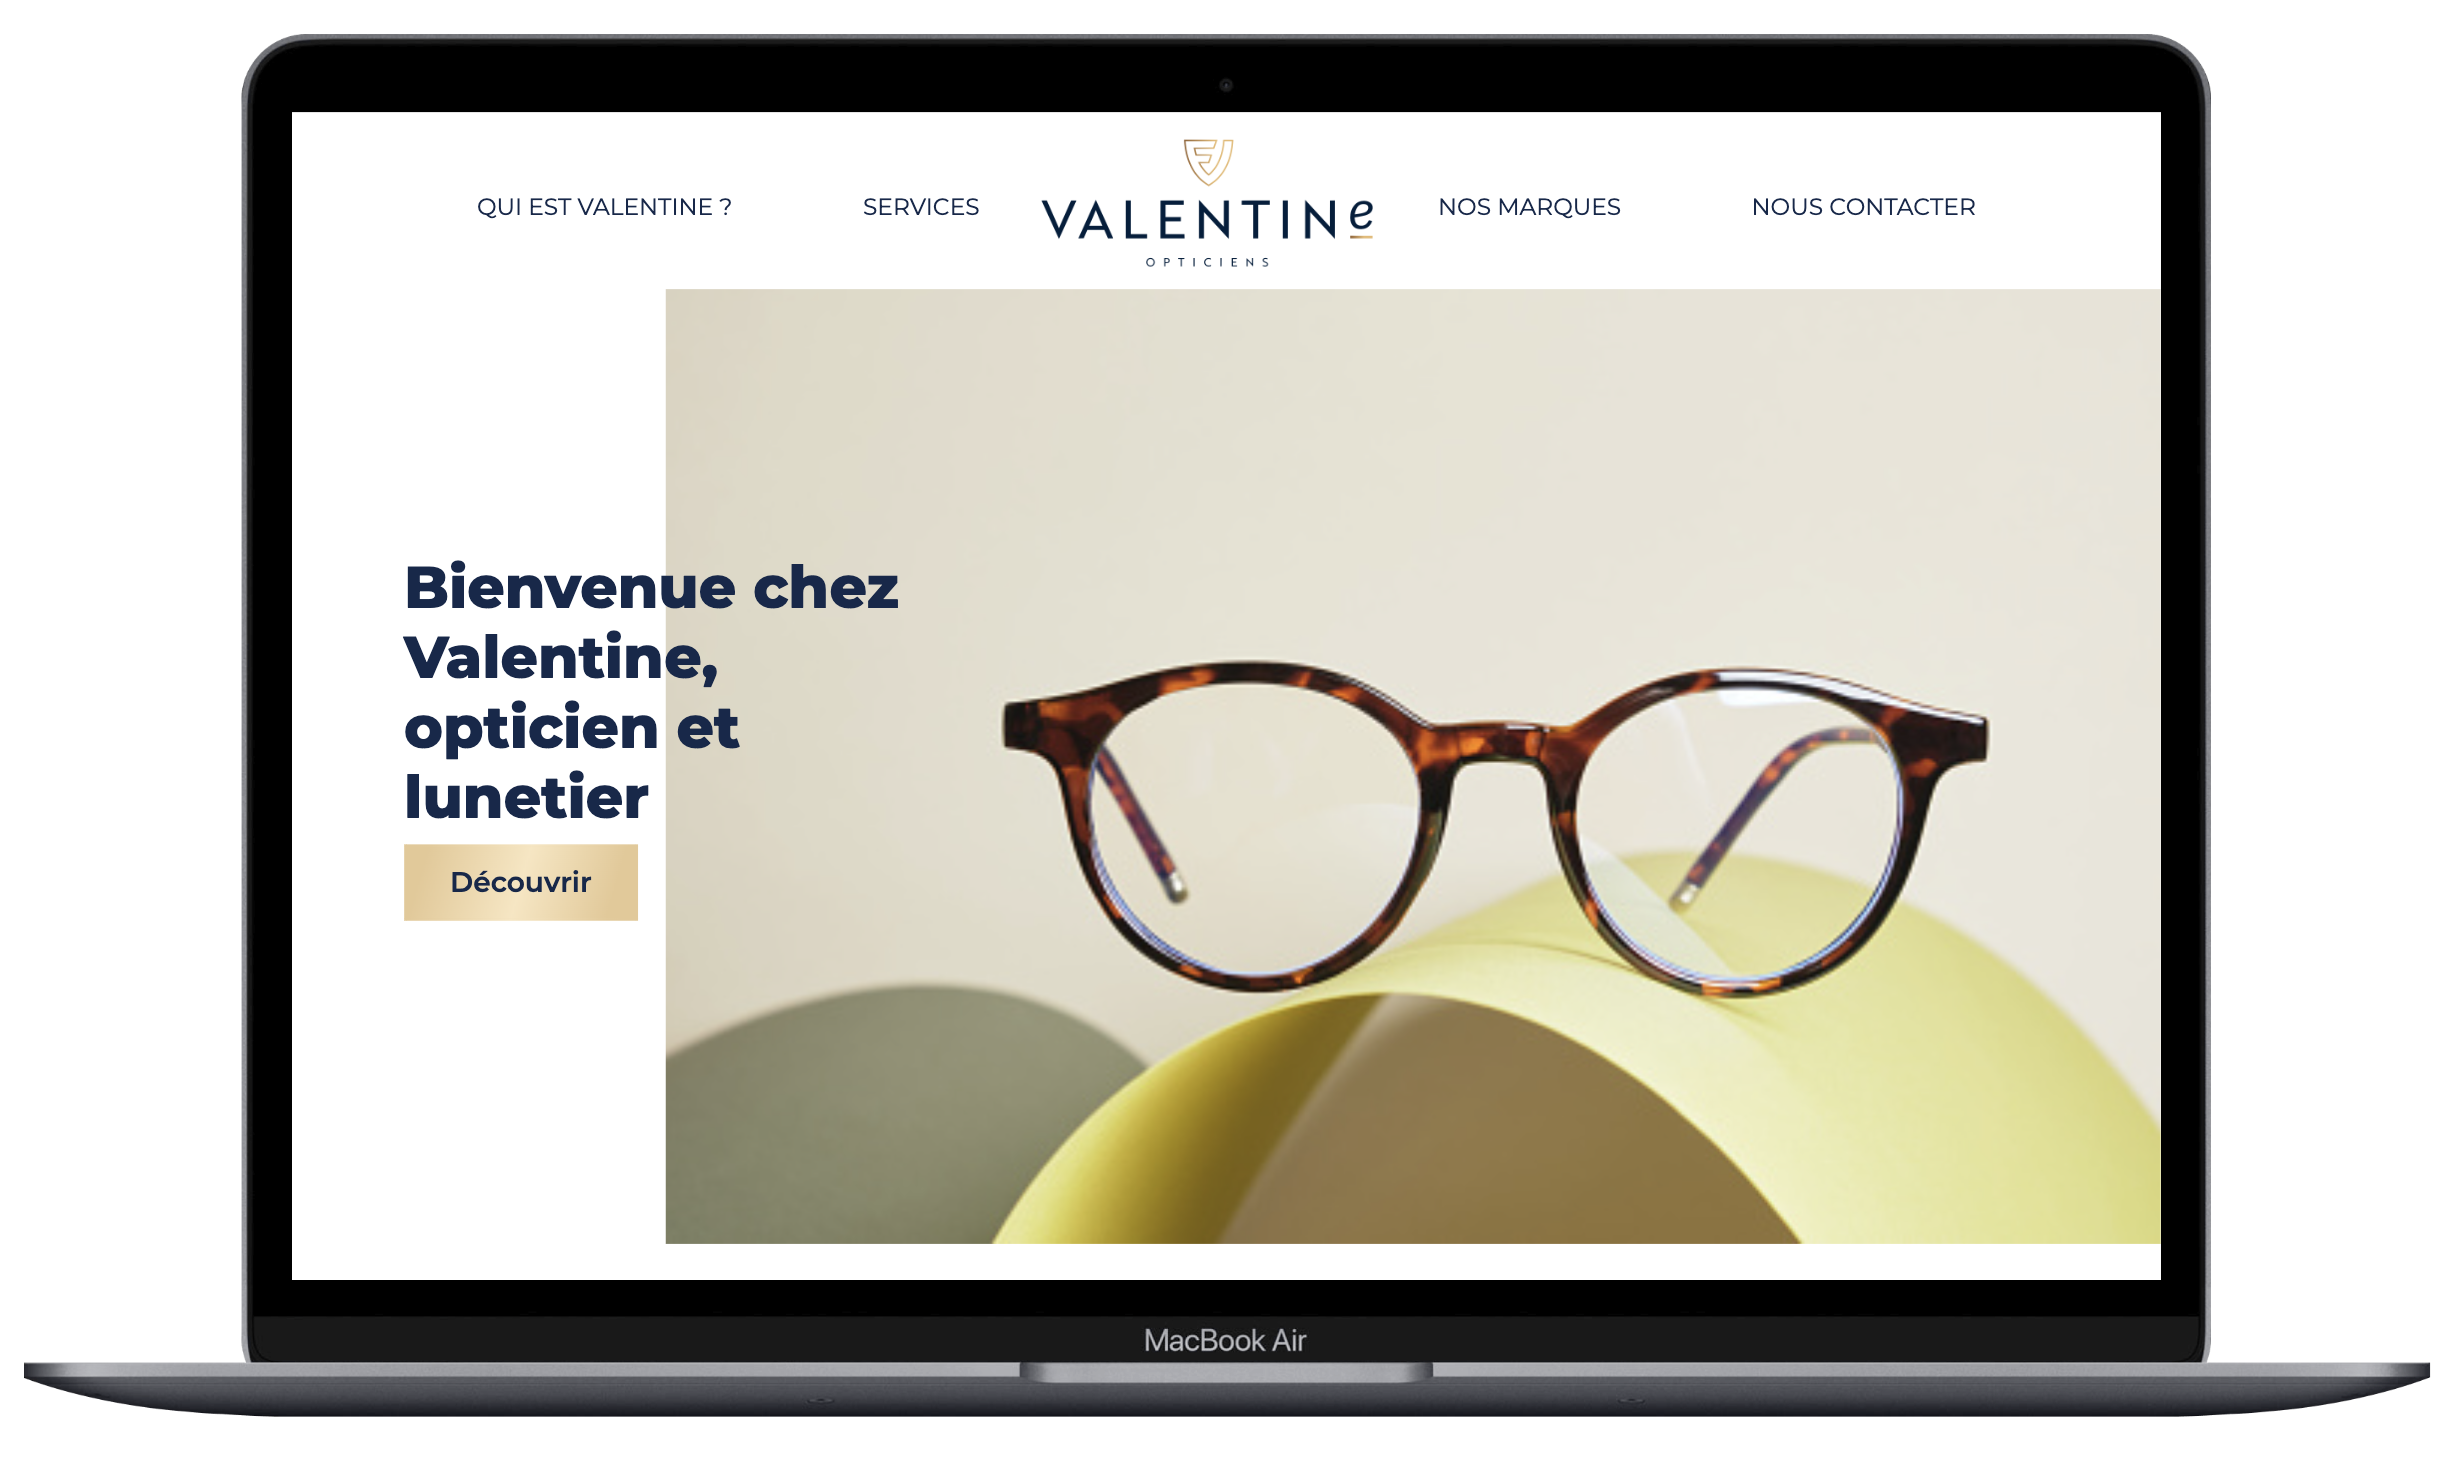 QUI EST VALENTINE ?
SERVICES
VALENTINe
OPTICIENS
NOS MARQUES
NOUS CONTACTER
Bienvenue chez
Valentine,
opticien et
lunetier
Découvrir
MacBook Air